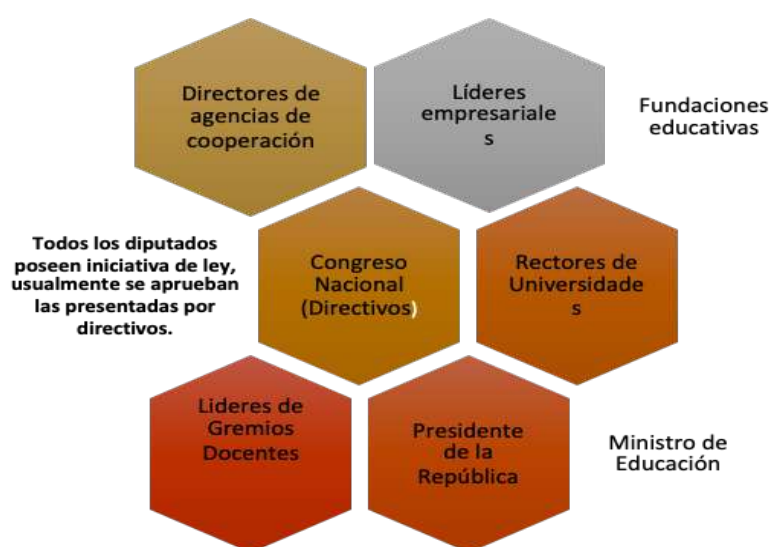 Directores de
agencias de
cooperación
Líderes
empresariale
s
Fundaciones
educativas
Todos los diputados
poseen iniciativa de ley,
usualmente se aprueban
las presentadas por
directivos.
Congreso
Nacional
(Directivos)
Rectores de
Universidade
s
Lideres de
Gremios
Docentes
Presidente
de la
República
Ministro de
Educación